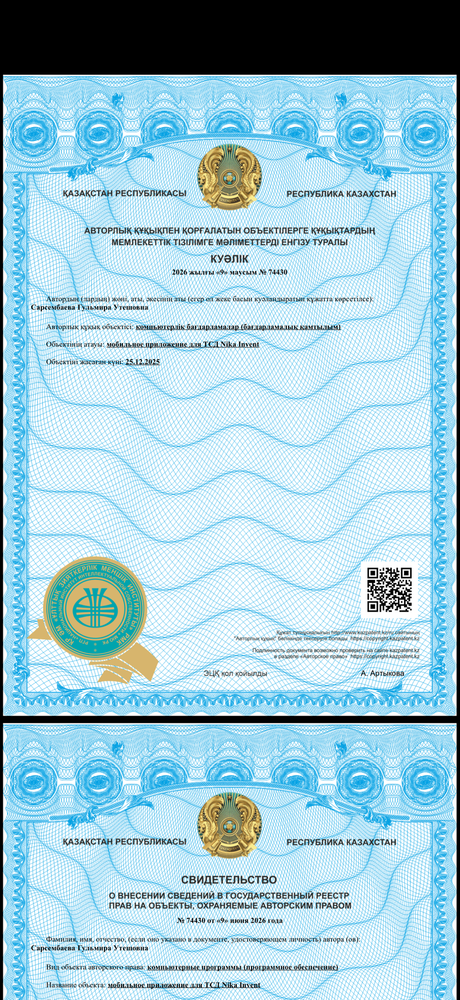 ҚАЗАҚСТАН РЕСПУБЛИКАСЫ
РЕСПУБЛИКА КАЗАХСТАН
АВТОРЛЫҚ ҚҰҚЫҚПЕН ҚОРҒАЛАТЫН ОБЪЕКТІЛЕРГЕ ҚҰҚЫҚТАРДЫҢ
МЕМЛЕКЕТТІК ТІЗІЛІМГЕ МӘЛІМЕТТЕРДІ ЕНГІЗУ ТУРАЛЫ
КУӘЛІК
2026 жылғы «9» маусым № 74430
Автордың (лардың) жөні, аты, әкесінің аты (егер ол жеке басын куәландыратын құжатта көрсетілсе):
Сарсембаева Гульмира Утешовна
Авторлық құқық объектісі: компьютерлік бағдарламалар (бағдарламалық қамтылым)
Объектінің атауы: мобильное приложение для ТСД Nika Invent
Объектіні жасаған күні: 25.12.2025
ҚР ӘМ «ҰЛТТЫҚ ЗИЯТКЕРЛІК МЕНШІК ИНСТИТУТЫ» РМК
РГП «НАЦИОНАЛЬНЫЙ ИНСТИТУТ ИНТЕЛЛЕКТУАЛЬНОЙ СОБСТВЕННОСТИ» МЮ РК
Құжат түпнұсқалығын http://www.kazpatent.kz/ru сайтының
"Авторлық құқық" бөлімінде тексеруге болады https://copyright.kazpatent.kz
Подлинность документа возможно проверить на сайте kazpatent.kz
в разделе «Авторское право» https://copyright.kazpatent.kz
ЭЦҚ қол қойылды
А. Артыкова
ҚАЗАҚСТАН РЕСПУБЛИКАСЫ
РЕСПУБЛИКА КАЗАХСТАН
СВИДЕТЕЛЬСТВО
О ВНЕСЕНИИ СВЕДЕНИЙ В ГОСУДАРСТВЕННЫЙ РЕЕСТР
ПРАВ НА ОБЪЕКТЫ, ОХРАНЯЕМЫЕ АВТОРСКИМ ПРАВОМ
№ 74430 от «9» июня 2026 года
Фамилия, имя, отчество, (если оно указано в документе, удостоверяющем личность) автора (ов):
Сарсембаева Гульмира Утешовна
Вид объекта авторского права: компьютерные программы (программное обеспечение)
Название объекта: мобильное приложение для ТСД Nika Invent